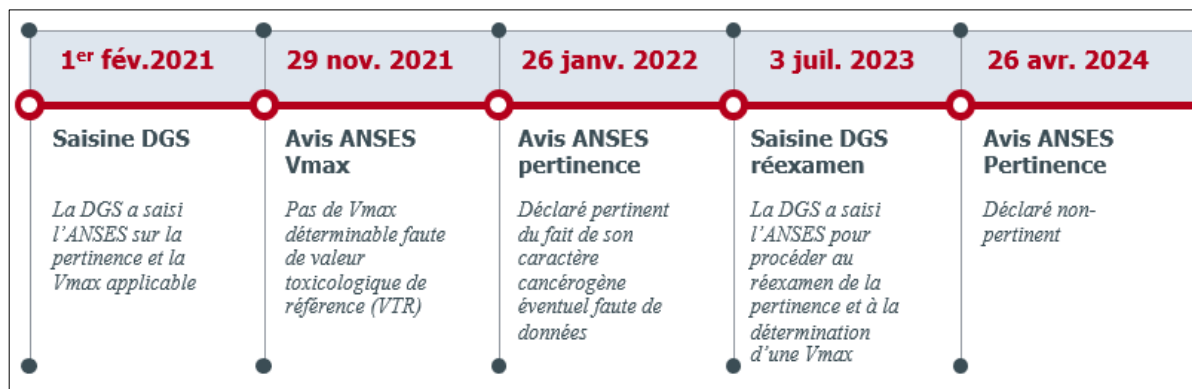 1er fév.2021
29 nov. 2021
26 janv. 2022
3 juil. 2023
26 avr. 2024
Saisine DGS
La DGS a saisi
l'ANSES sur la
pertinence et la
Vmax applicable
Avis ANSES
Vmax
Pas de Vmax
déterminable faute
de valeur
toxicologique de
référence (VTR)
Avis ANSES
pertinence
Déclaré pertinent
du fait de son
caractère
cancérogène
éventuel faute de
données
Saisine DGS
réexamen
La DGS a saisi
l'ANSES pour
procéder au
réexamen de la
pertinence et à la
détermination
d'une Vmax
Avis ANSES
Pertinence
Déclaré non-
pertinent